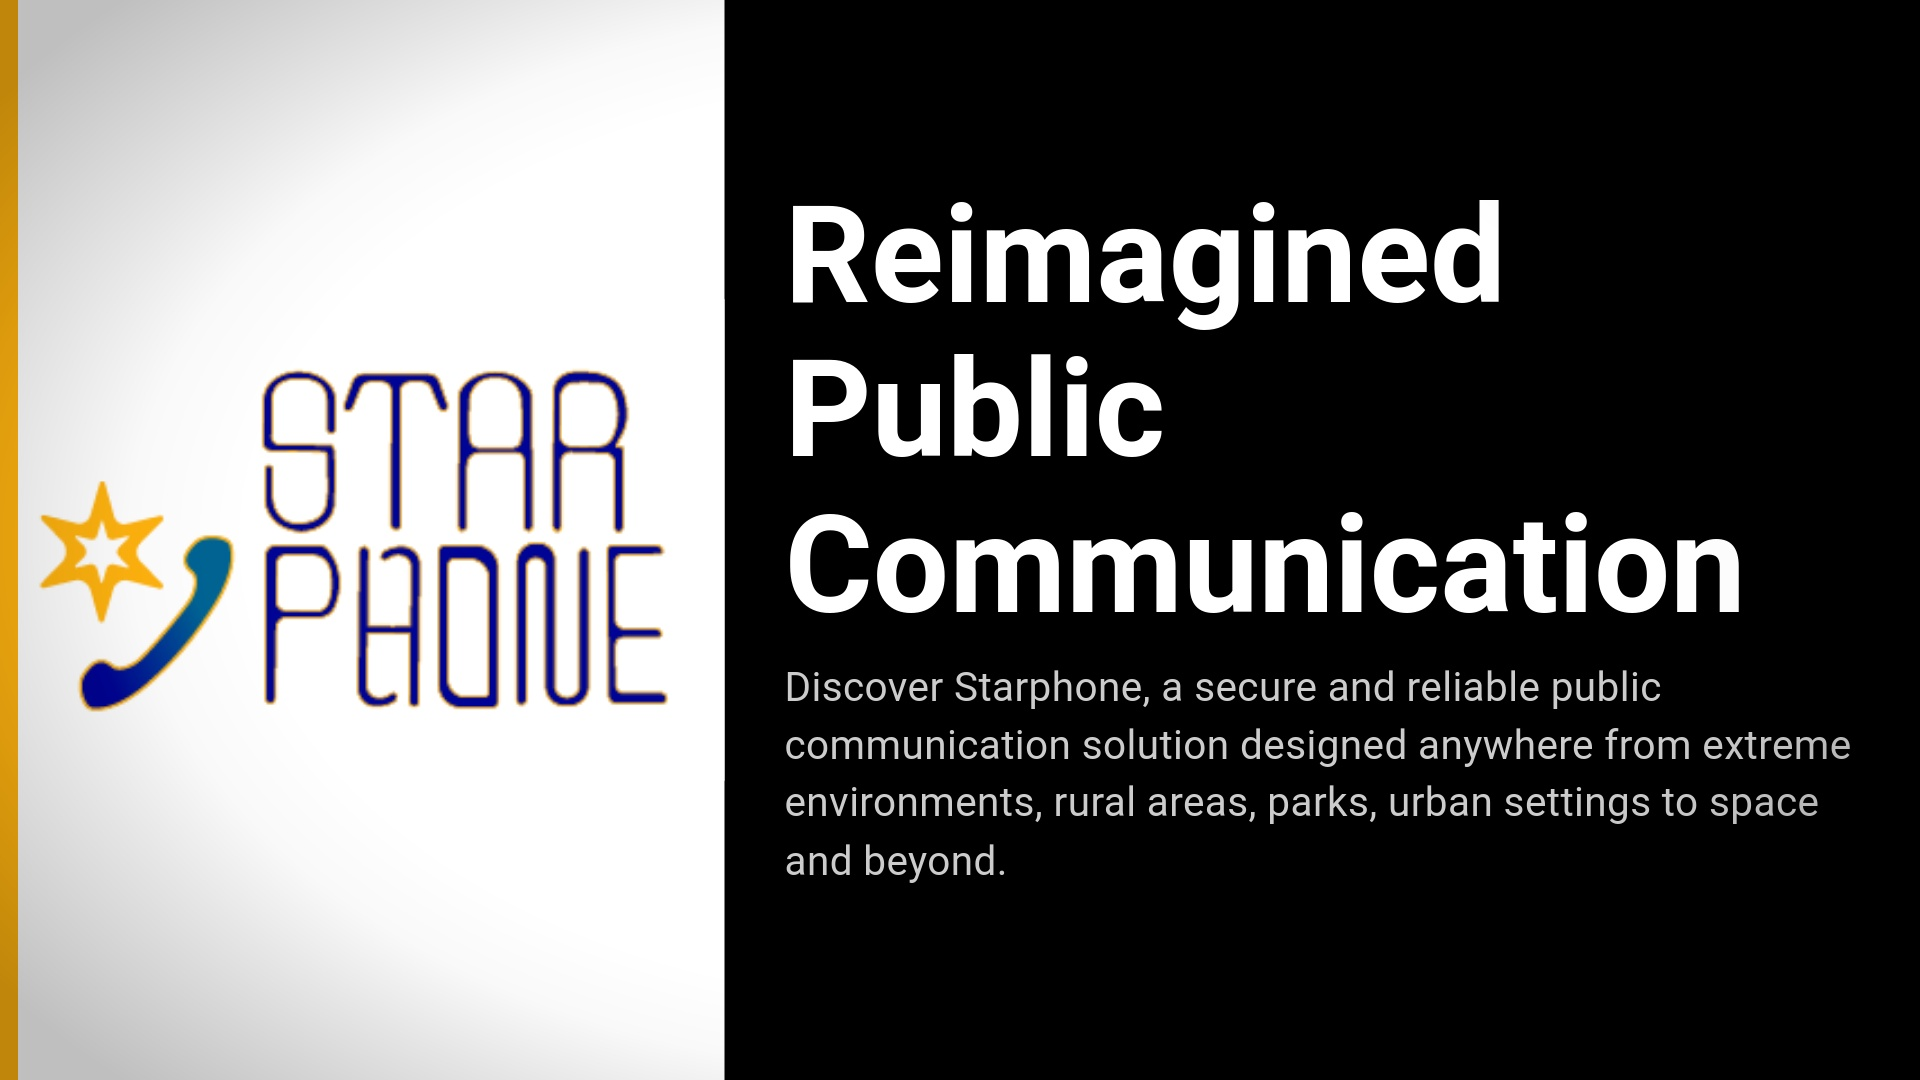 STAR
PHONE
Reimagined
Public
Communication
Discover Starphone, a secure and reliable public
communication solution designed anywhere from extreme
environments, rural areas, parks, urban settings to space
and beyond.